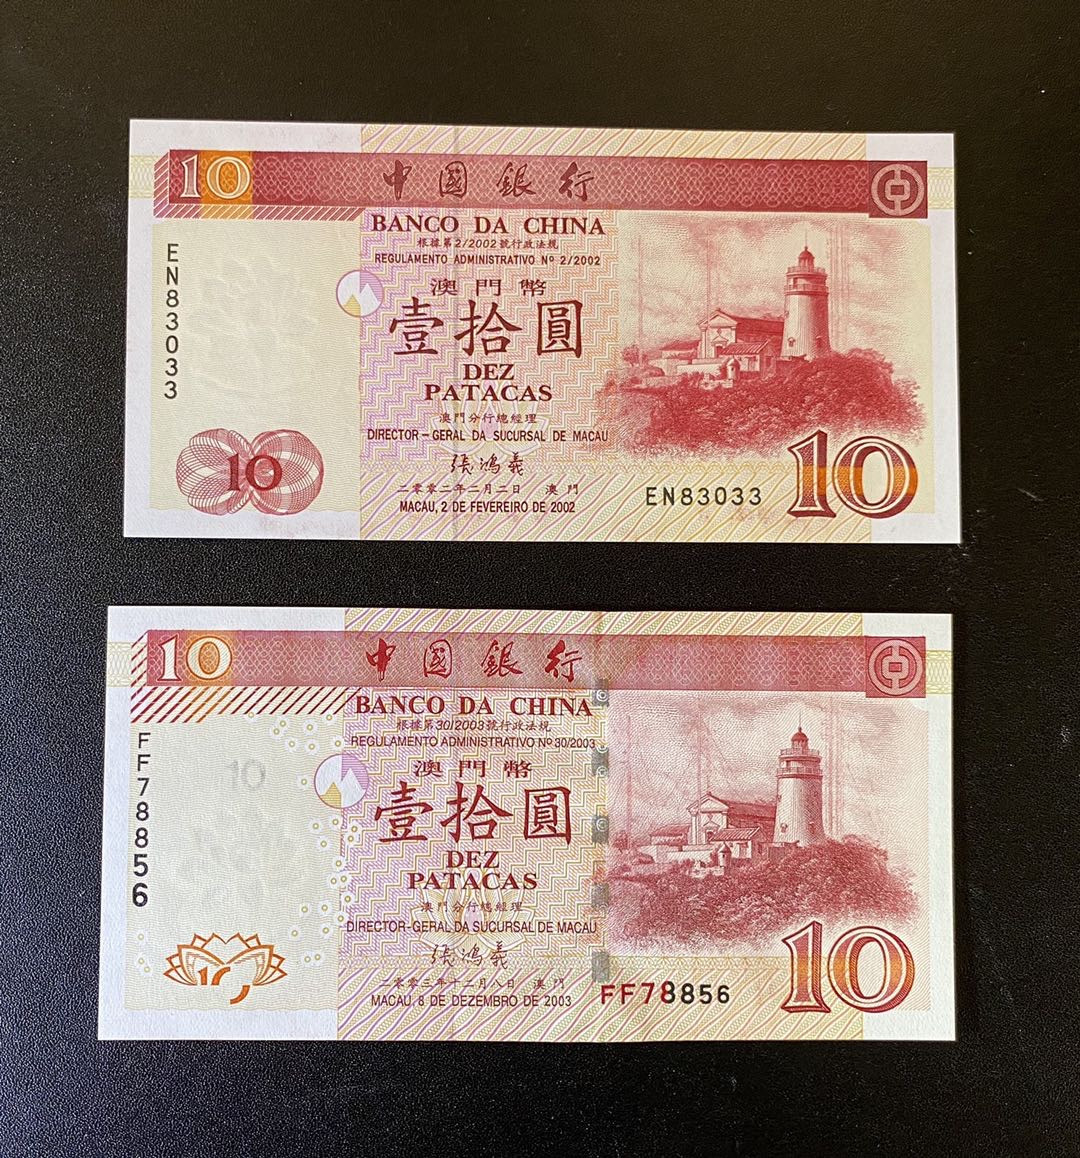 10
中國銀行
BANCO DA CHINA
根據第2/2002號行政法規
REGULAMENTO ADMINISTRATIVO Nº 2/2002
EN83033
澳門幣
壹拾圓
DEZ
PATACAS
澳門分行總經理
DIRECTOR-GERAL DA SUCURSAL DE MACAU
10
張鴻義
二零零二年二月二日 澳門
MACAU, 2 DE FEVEREIRO DE 2002
EN83033
10
10
中國銀行
BANCO DA CHINA
根據第30/2003號行政法規
REGULAMENTO ADMINISTRATIVO Nº 30/2003
FF78856
澳門幣
10
壹拾圓
DEZ
PATACAS
澳門分行總經理
DIRECTOR-GERAL DA SUCURSAL DE MACAU
張鴻義
二零零三年十二月八日 澳門
MACAU, 8 DE DEZEMBRO DE 2003
FF78856
10